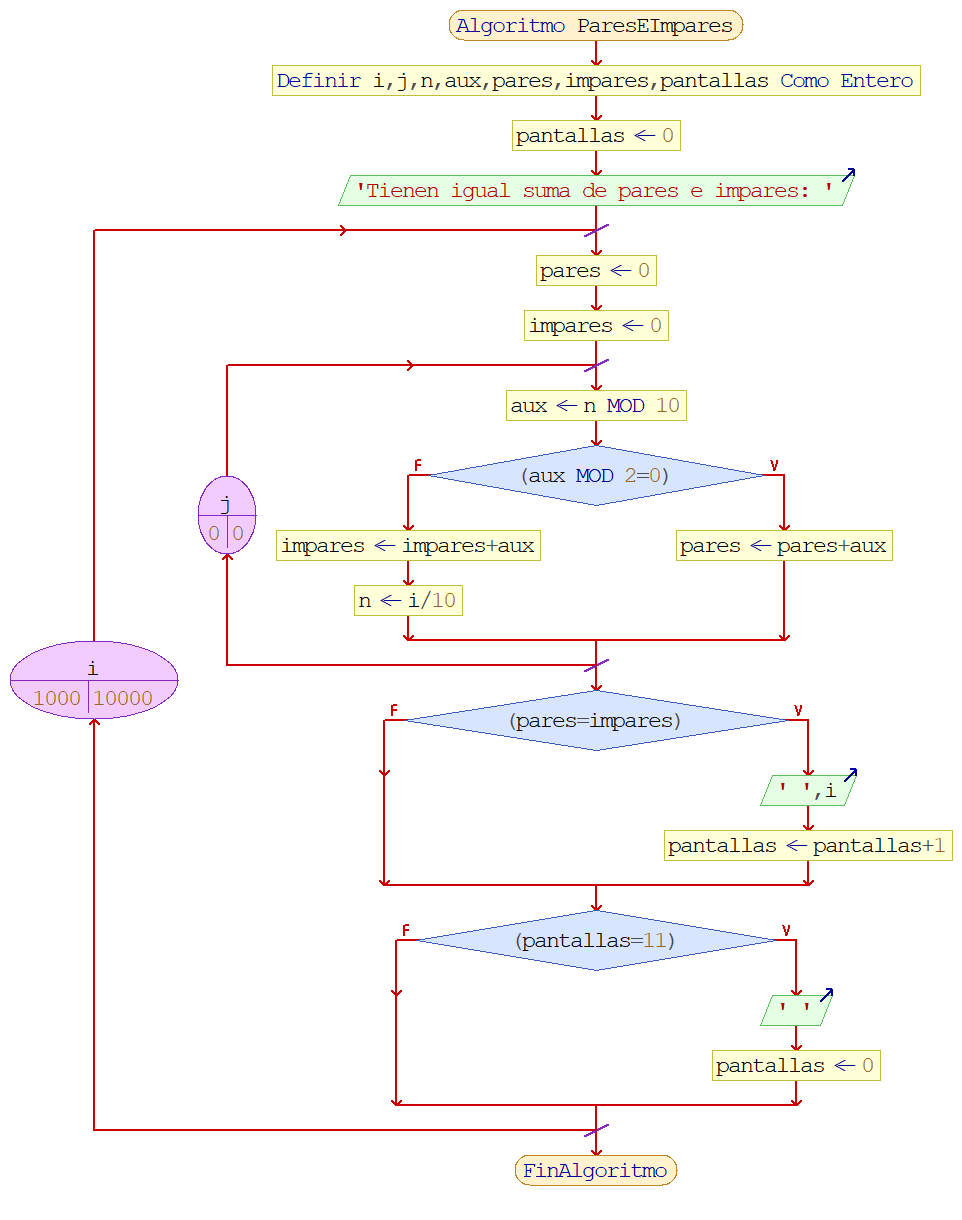 Algoritmo ParesEImpares
Definir i,j,n,aux,pares,impares,pantallas Como Entero
pantallas ← 0
'Tienen igual suma de pares e impares: '
pares ← 0
impares ← 0
aux ← n MOD 10
F
(aux MOD 2=0)
V
j
0 0
impares ← impares+aux
pares ← pares+aux
n ← i/10
i
1000 10000
F
(pares=impares)
V
' ',i
pantallas ← pantallas+1
F
(pantallas=11)
V
' '
pantallas ← 0
FinAlgoritmo